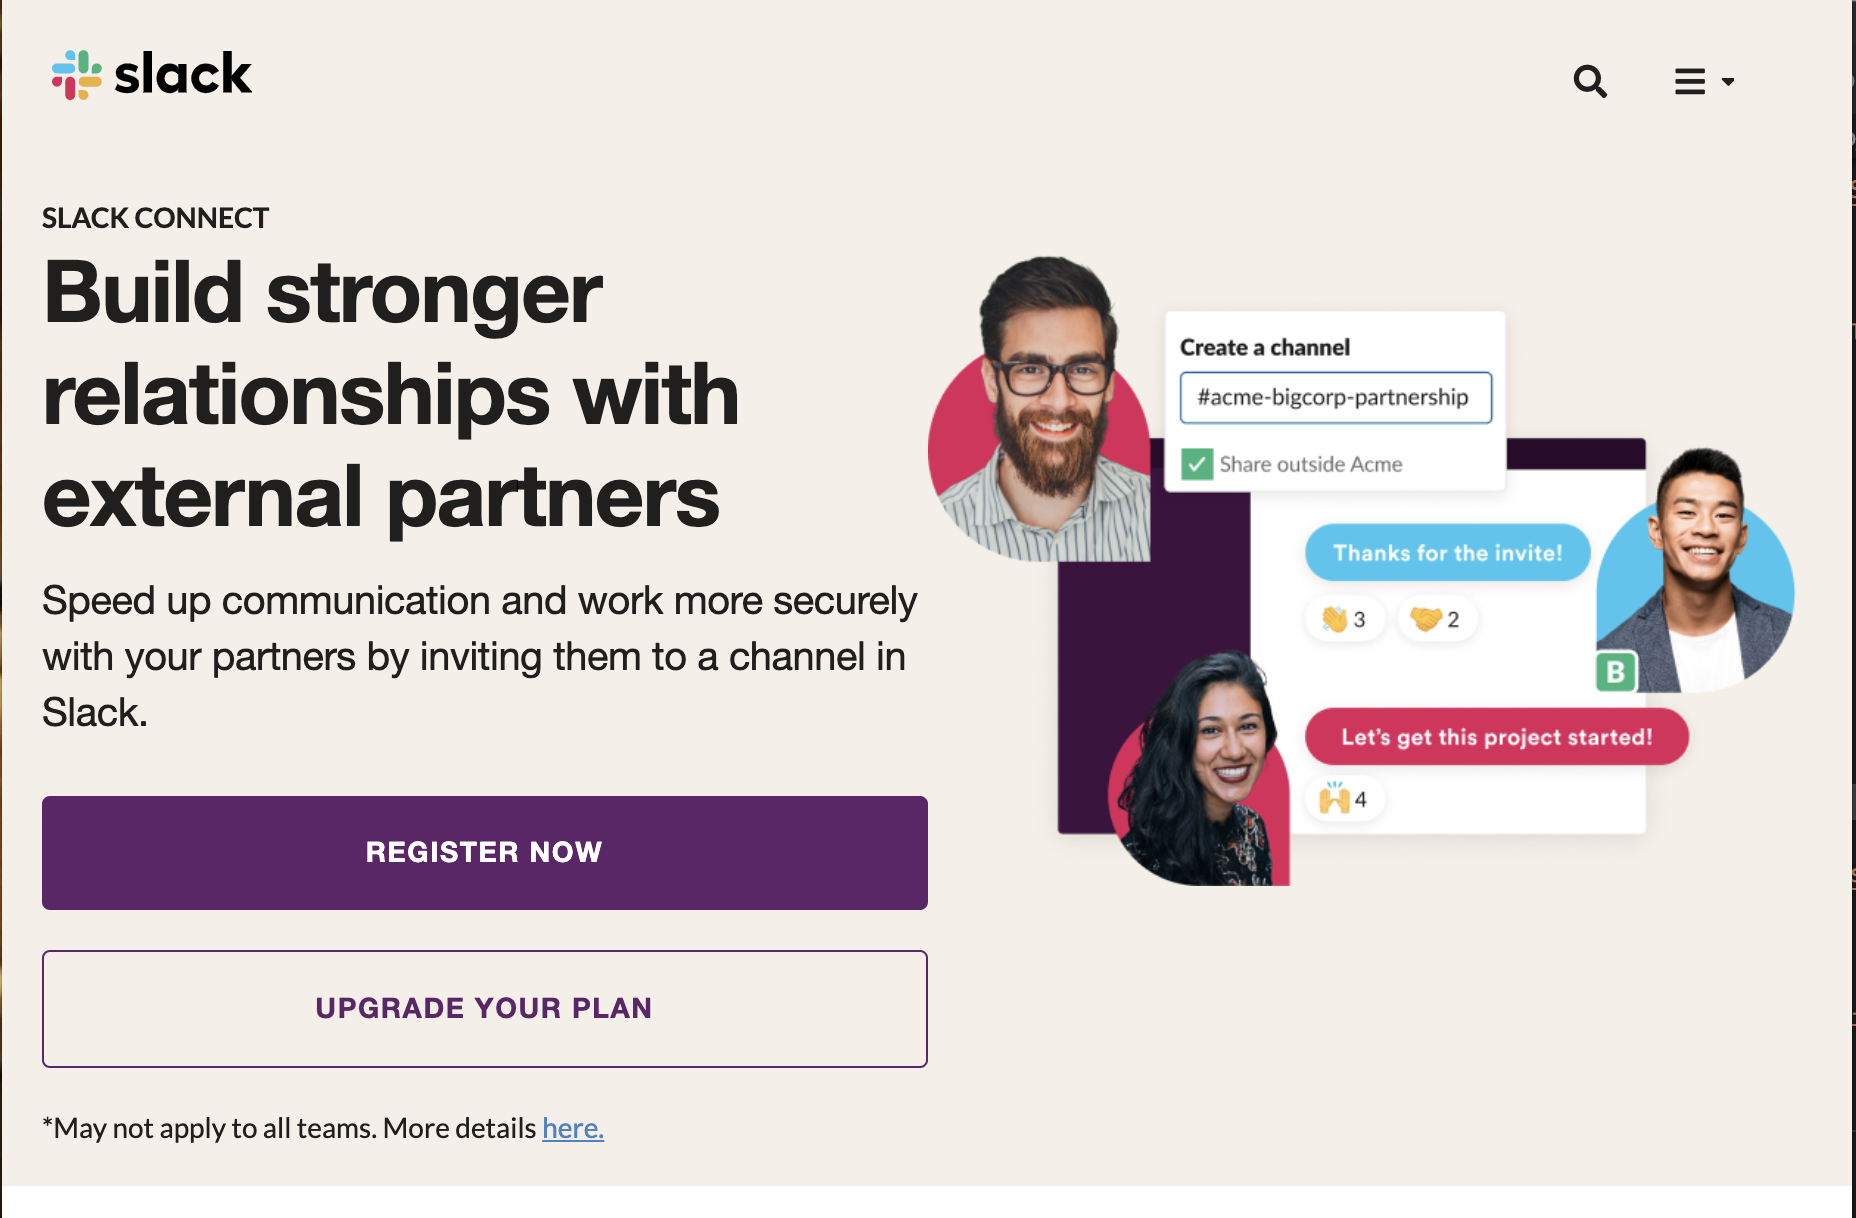 slack
SLACK CONNECT
Build stronger
relationships with
external partners
Speed up communication and work more securely
with your partners by inviting them to a channel in
Slack.
REGISTER NOW
UPGRADE YOUR PLAN
*May not apply to all teams. More details here.
Create a channel
#acme-bigcorp-partnership
Share outside Acme
Thanks for the invite!
3 2
B
Let's get this project started!
4